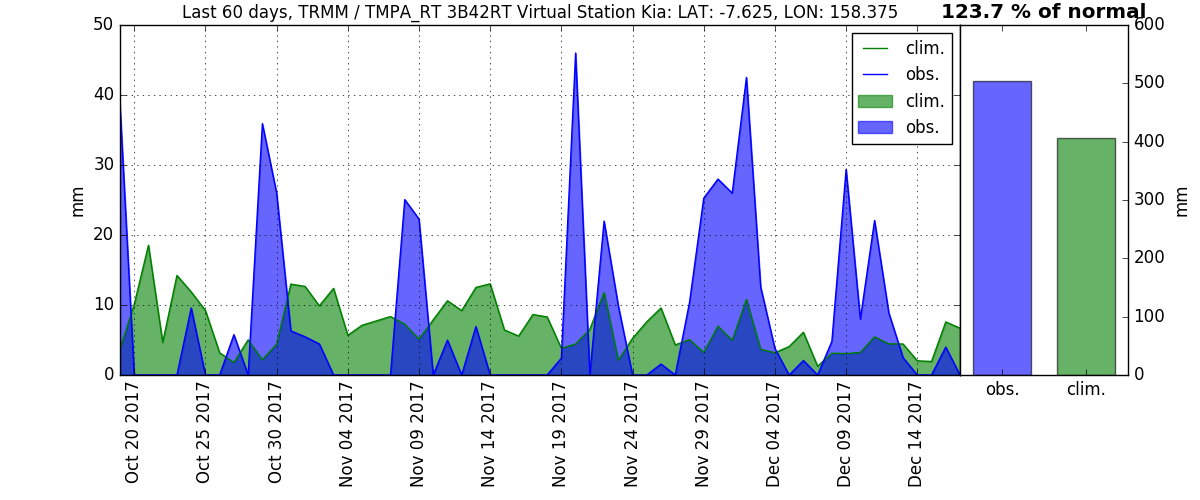 Last 60 days, TRMM / TMPA_RT 3B42RT Virtual Station Kia: LAT: -7.625, LON: 158.375
123.7 % of normal
50
40
30
20
10
0
mm
clim.
obs.
clim.
obs.
Oct 20 2017
Oct 25 2017
Oct 30 2017
Nov 04 2017
Nov 09 2017
Nov 14 2017
Nov 19 2017
Nov 24 2017
Nov 29 2017
Dec 04 2017
Dec 09 2017
Dec 14 2017
600
500
400
300
200
100
0
mm
obs. clim.